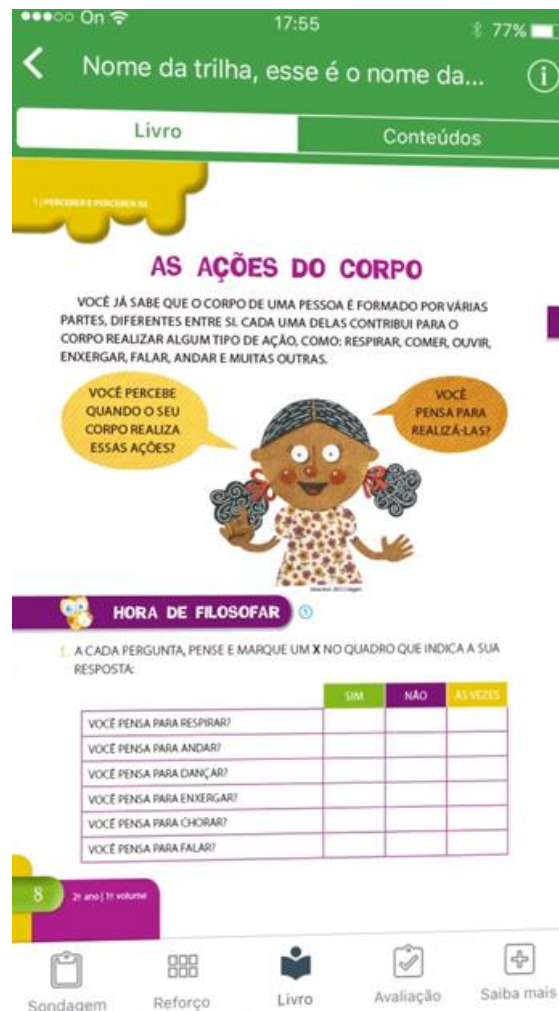 On 17:55 77%
Nome da trilha, esse é o nome da...
Livro Conteúdos
1 | PERCEBER E PERCEBER-SE
AS AÇÕES DO CORPO
VOCÊ JÁ SABE QUE O CORPO DE UMA PESSOA É FORMADO POR VÁRIAS
PARTES, DIFERENTES ENTRE SI. CADA UMA DELAS CONTRIBUI PARA O
CORPO REALIZAR ALGUM TIPO DE AÇÃO, COMO: RESPIRAR, COMER, OUVIR,
ENXERGAR, FALAR, ANDAR E MUITAS OUTRAS.
VOCÊ PERCEBE
QUANDO O SEU
CORPO REALIZA
ESSAS AÇÕES?
VOCÊ
PENSA PARA
REALIZÁ-LAS?
HORA DE FILOSOFAR 1
1. A CADA PERGUNTA, PENSE E MARQUE UM X NO QUADRO QUE INDICA A SUA
RESPOSTA:
SIM NÃO ÀS VEZES
VOCÊ PENSA PARA RESPIRAR?
VOCÊ PENSA PARA ANDAR?
VOCÊ PENSA PARA DANÇAR?
VOCÊ PENSA PARA ENXERGAR?
VOCÊ PENSA PARA CHORAR?
VOCÊ PENSA PARA FALAR?
8 2º ano | 1º volume
Sondagem Reforço Livro Avaliação Saiba mais